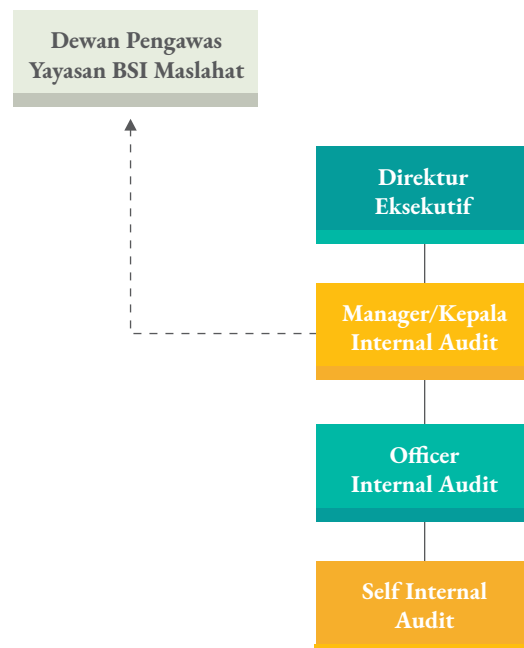 Dewan Pengawas
Yayasan BSI Maslahat
Direktur
Eksekutif
Manager/Kepala
Internal Audit
Officer
Internal Audit
Self Internal
Audit